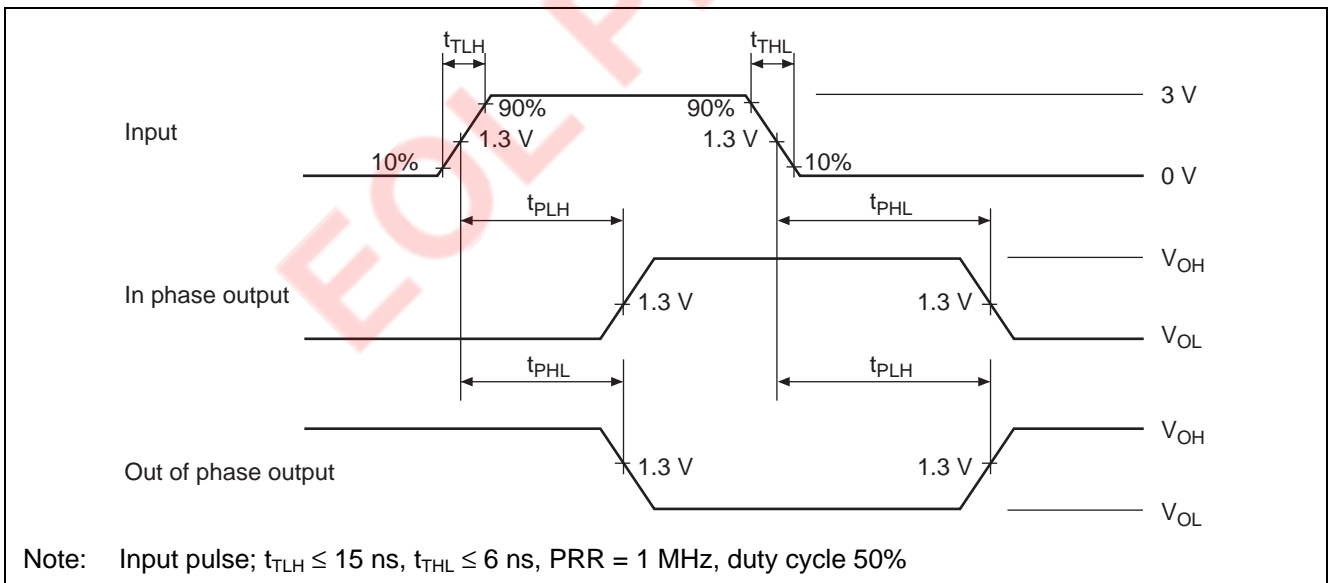 tTLH
tTHL
3 V
90%
90%
Input
1.3 V
1.3 V
10%
10%
0 V
tPLH
tPHL
VOH
In phase output
1.3 V
1.3 V
VOL
tPHL
tPLH
VOH
Out of phase output
1.3 V
1.3 V
VOL
Note: Input pulse; tTLH ≤ 15 ns, tTHL ≤ 6 ns, PRR = 1 MHz, duty cycle 50%
EOL